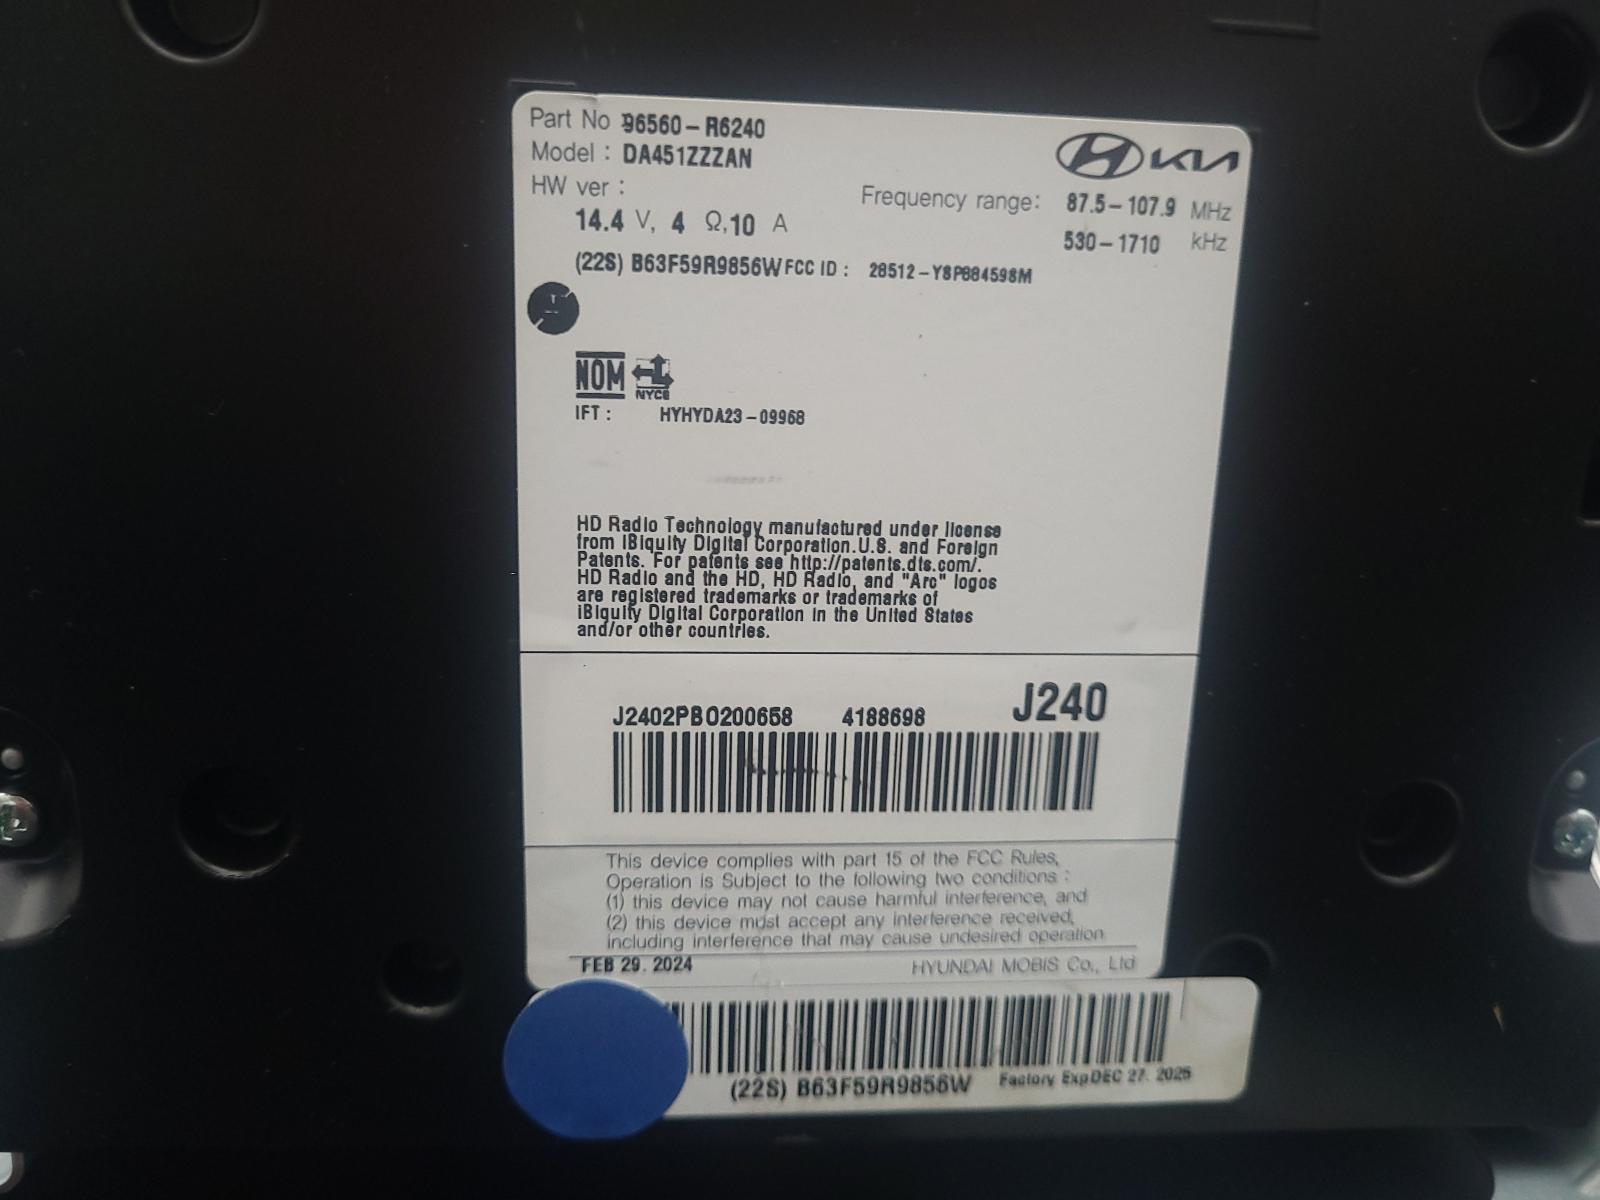 Part No 96560-R6240
Model : DA451ZZZAN
HW ver :
14.4 V, 4 Ω, 10 A
KIA
Frequency range: 87.5-107.9 MHz
530-1710 kHz
(22S) B63F59R9856W FCC ID : 28512-Y8P884598M
NOM NYCE
IFT : HYHYDA23-09968
HD Radio Technology manufactured under license
from iBiquity Digital Corporation.U.S. and Foreign
Patents. For patents see http://patents.dts.com/.
HD Radio and the HD, HD Radio, and "Arc" logos
are registered trademarks or trademarks of
iBiquity Digital Corporation in the United States
and/or other countries.
J2402PB0200658 4188698 J240
This device complies with part 15 of the FCC Rules,
Operation is Subject to the following two conditions :
(1) this device may not cause harmful interference, and
(2) this device must accept any interference received,
including interference that may cause undesired operation.
FEB 29. 2024 HYUNDAI MOBIS Co., Ltd
(22S) B63F59R9856W Factory Exp DEC 27. 2025